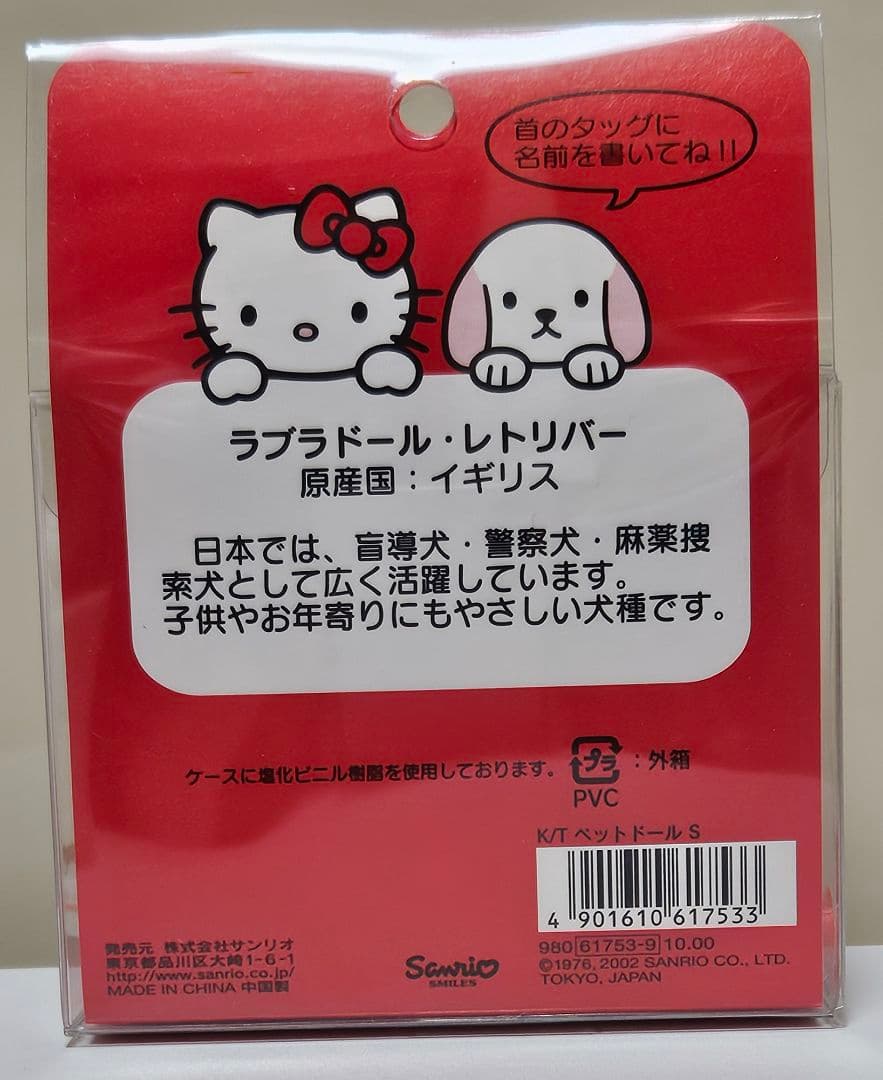 首のタッグに
名前を書いてね!!
ラブラドール・レトリバー
原産国：イギリス
日本では、盲導犬・警察犬・麻薬捜
索犬として広く活躍しています。
子供やお年寄りにもやさしい犬種です。
ケースに塩化ビニル樹脂を使用しております。 プラ ：外箱
PVC
K/T ペットドール S
4 901610 617533
980 61753-9 10.00
©1976, 2002 SANRIO CO., LTD.
TOKYO, JAPAN
発売元 株式会社サンリオ
東京都品川区大崎1-6-1
http://www.sanrio.co.jp/
MADE IN CHINA 中国製
Sanrio
SMILES